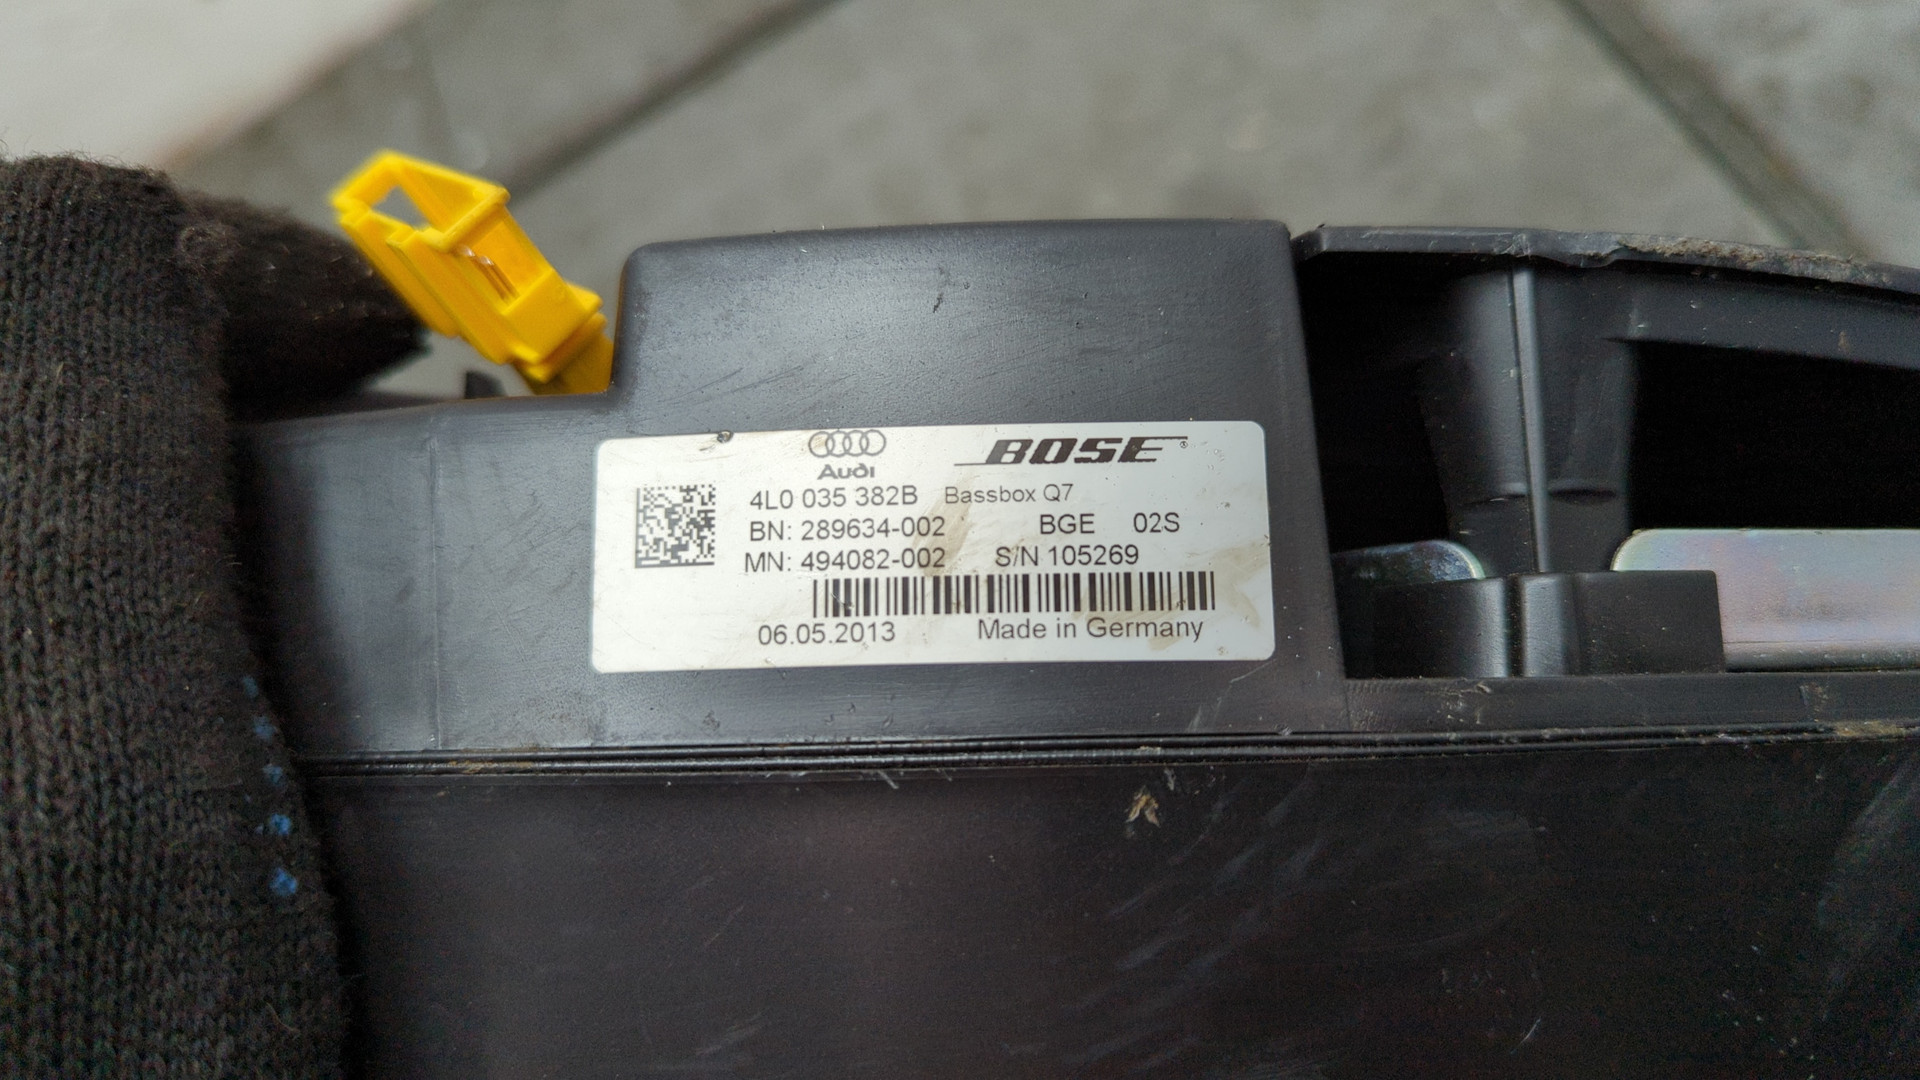 Audi BOSE®
4L0 035 382B Bassbox Q7
BN: 289634-002 BGE 02S
MN: 494082-002 S/N 105269
06.05.2013 Made in Germany